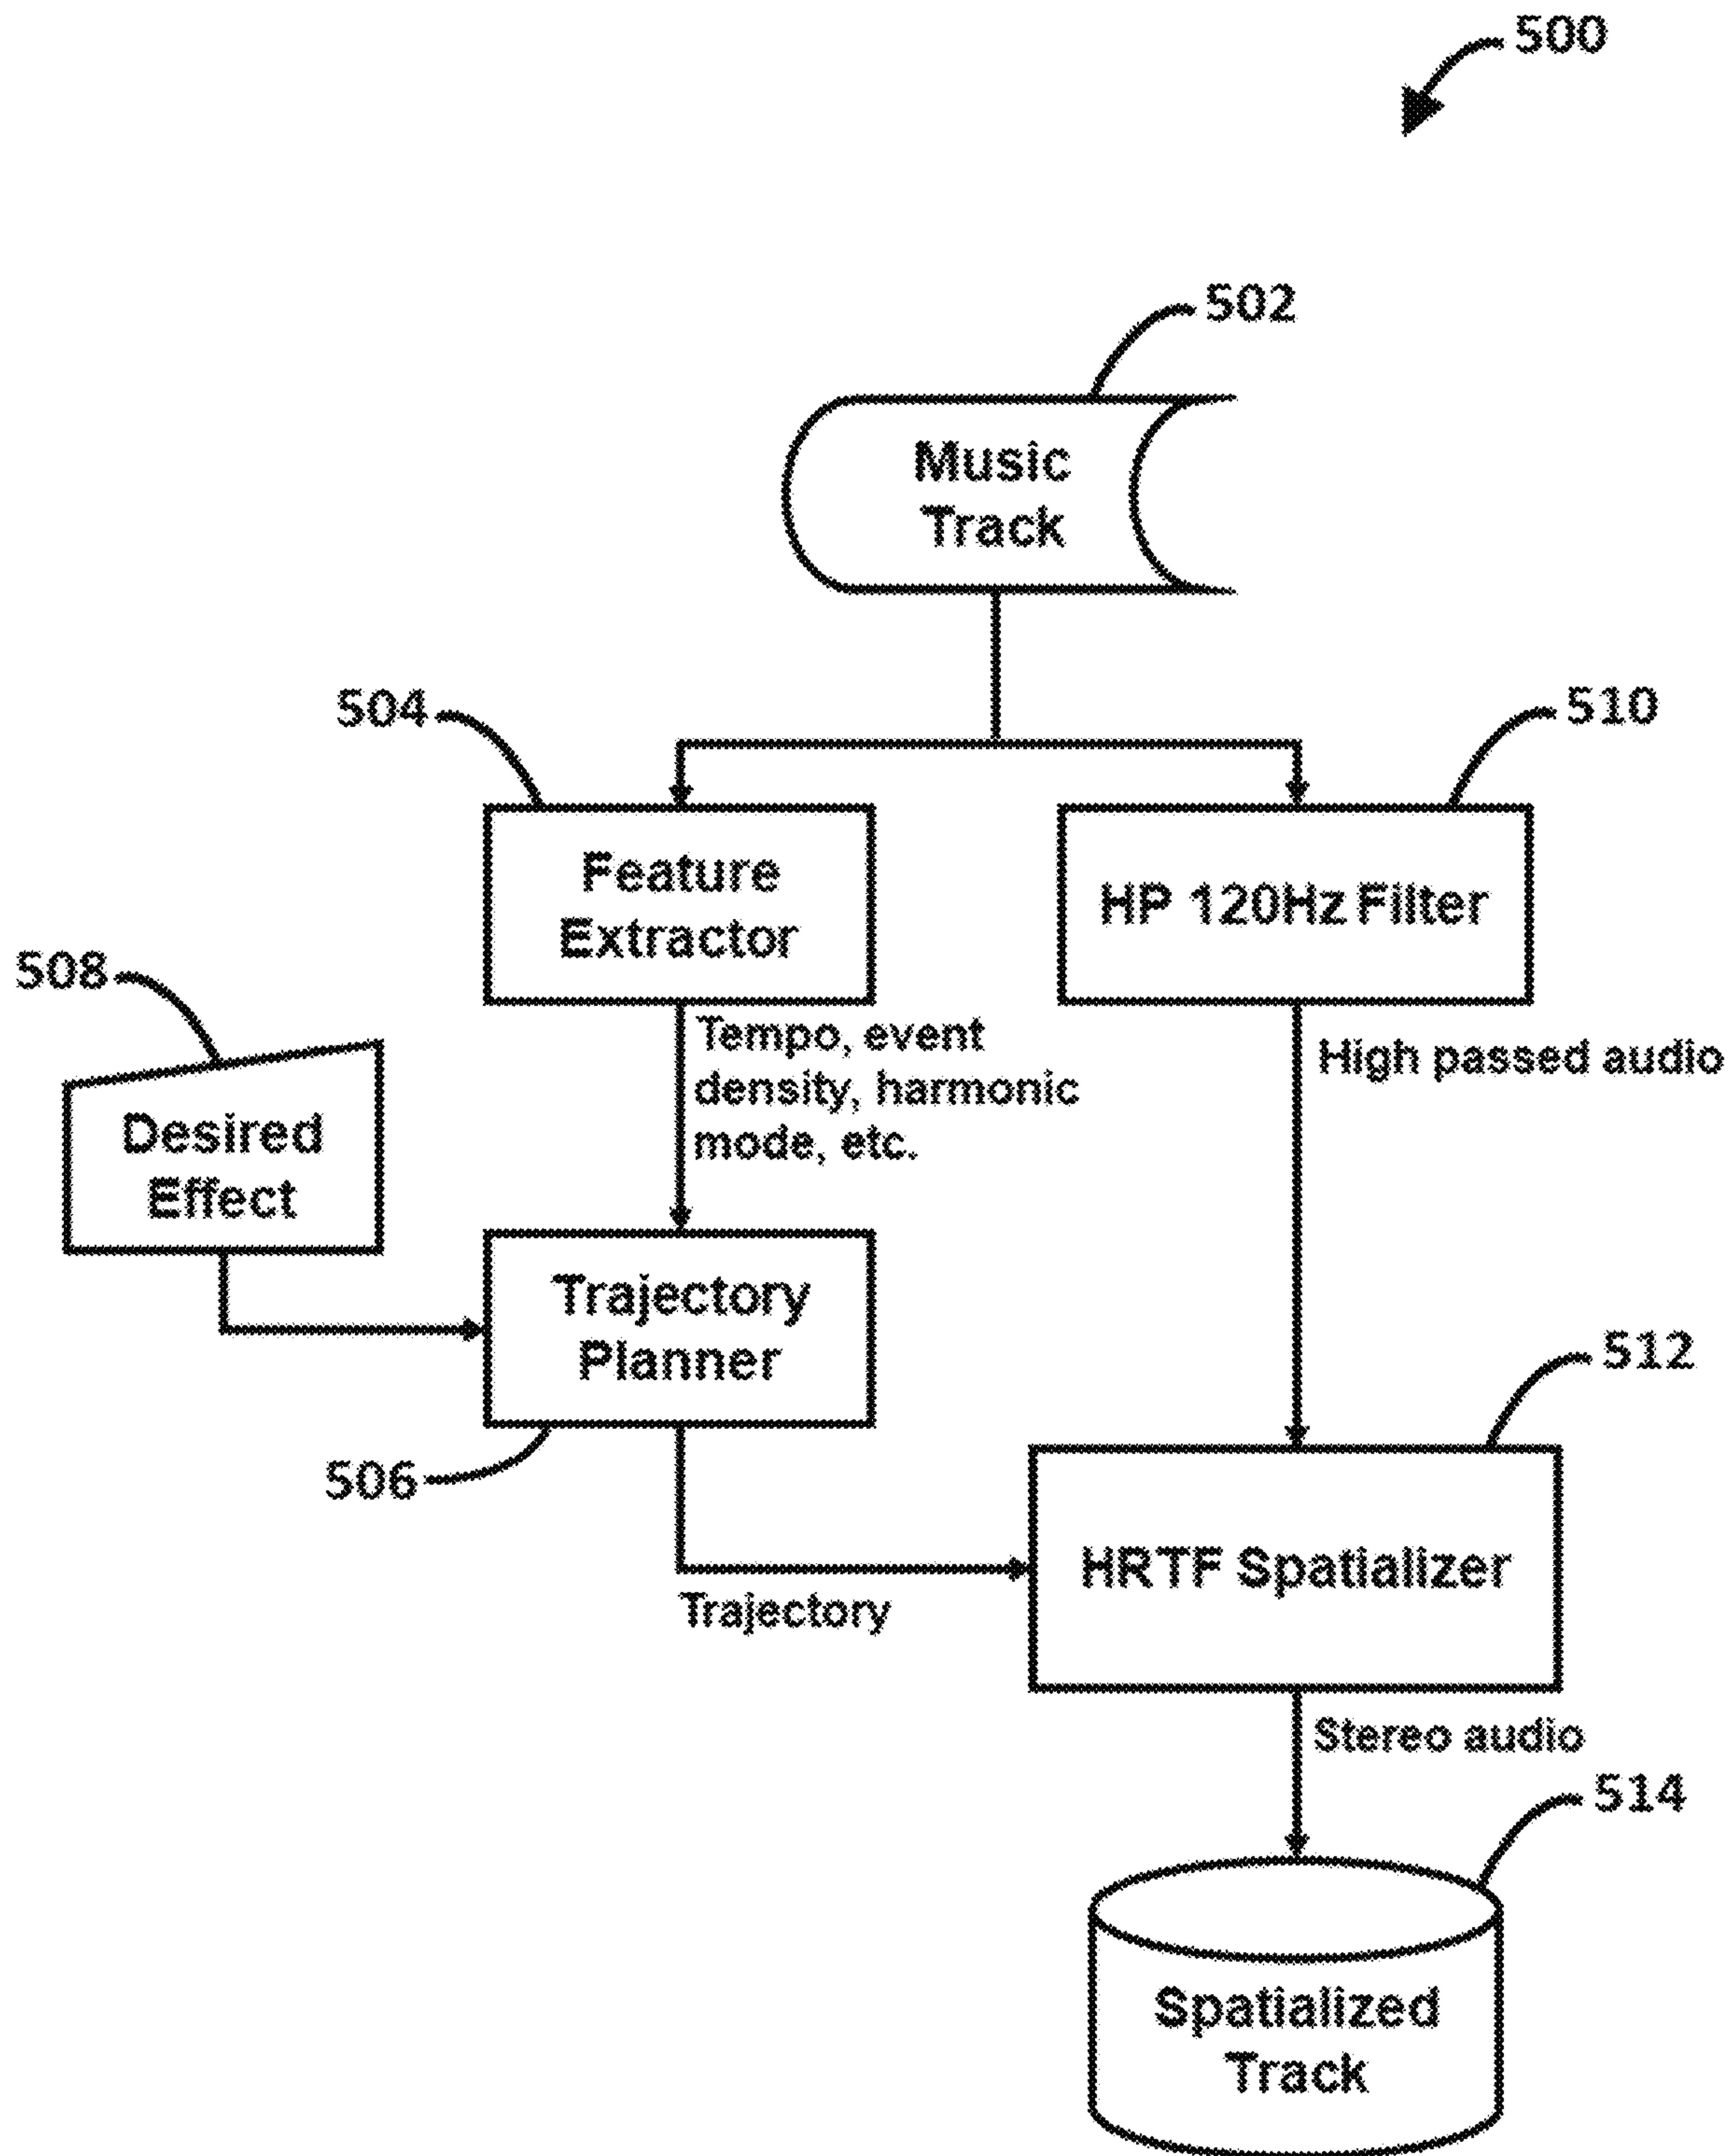 500
502
Music
Track
504
510
Feature
Extractor
HP 120Hz Filter
508
Tempo, event
density, harmonic
mode, etc.
High passed audio
Desired
Effect
Trajectory
Planner
512
506
HRTF Spatializer
Trajectory
Stereo audio
514
Spatialized
Track